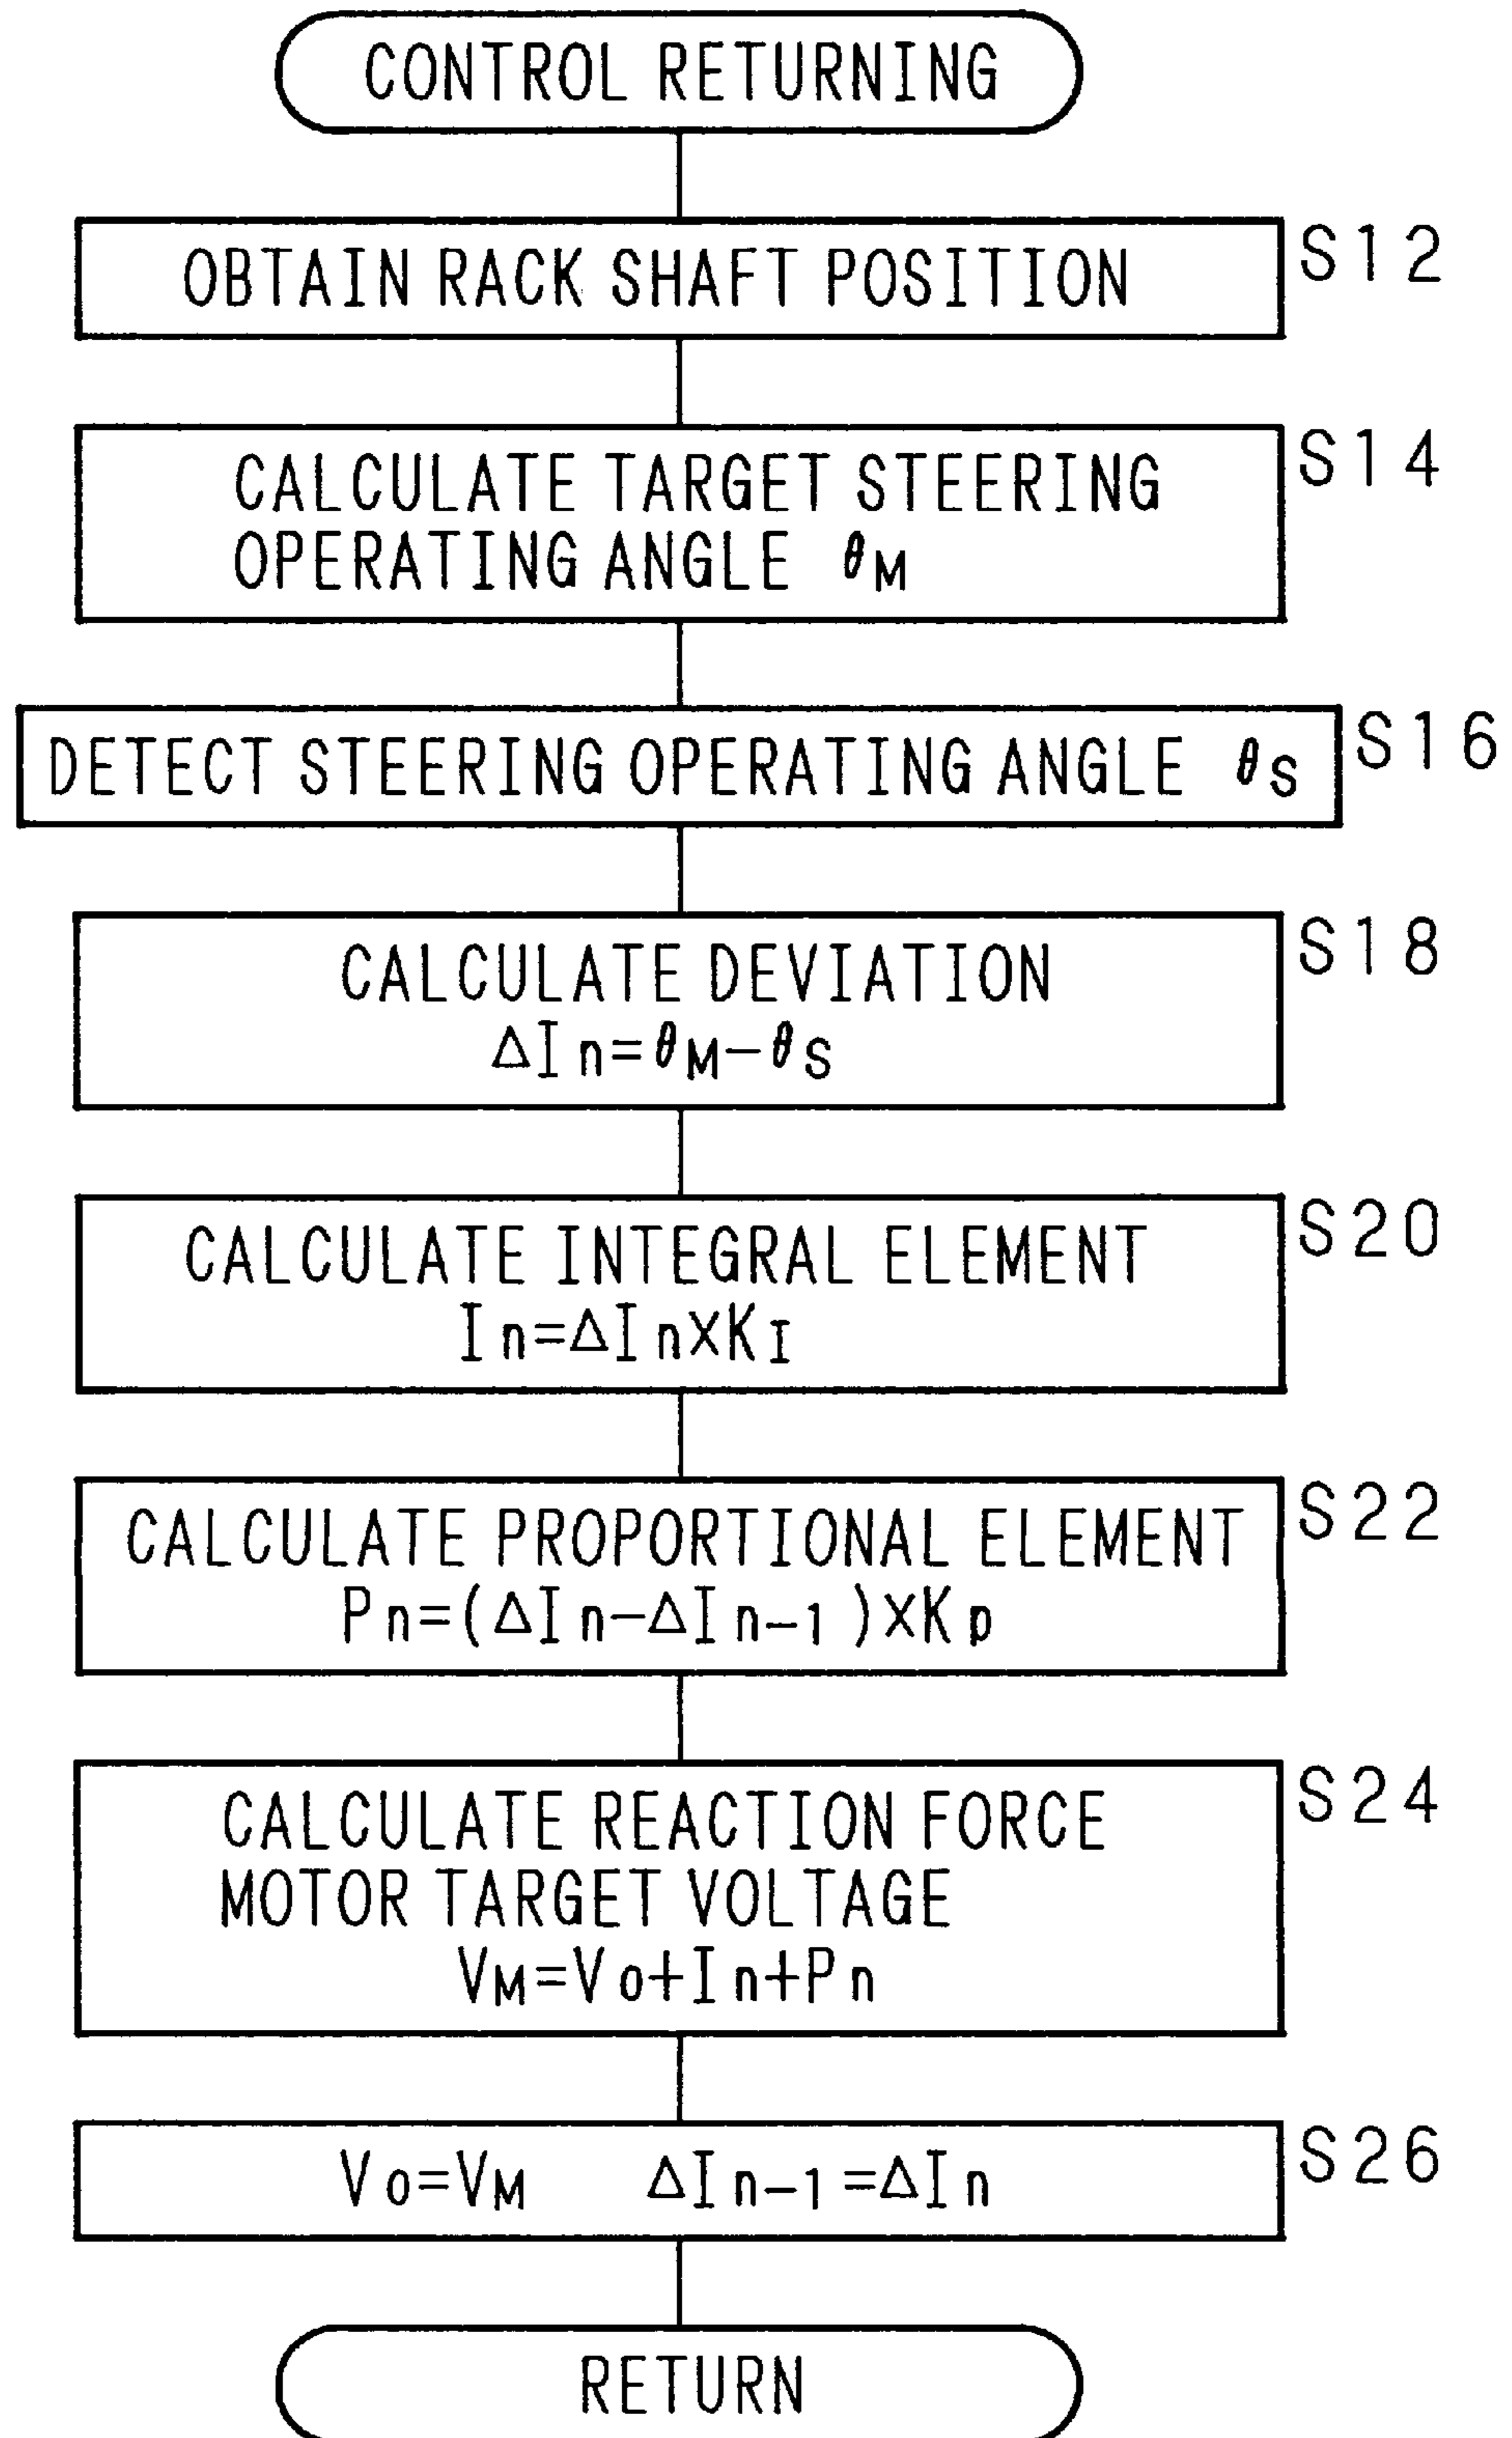 CONTROL RETURNING
OBTAIN RACK SHAFT POSITION
S12
CALCULATE TARGET STEERING
OPERATING ANGLE θM
S14
DETECT STEERING OPERATING ANGLE θS
S16
CALCULATE DEVIATION
ΔIn=θM-θS
S18
CALCULATE INTEGRAL ELEMENT
In=ΔIn×KI
S20
CALCULATE PROPORTIONAL ELEMENT
Pn=(ΔIn-ΔIn-1)×Kp
S22
CALCULATE REACTION FORCE
MOTOR TARGET VOLTAGE
VM=Vo+In+Pn
S24
Vo=VM ΔIn-1=ΔIn
S26
RETURN